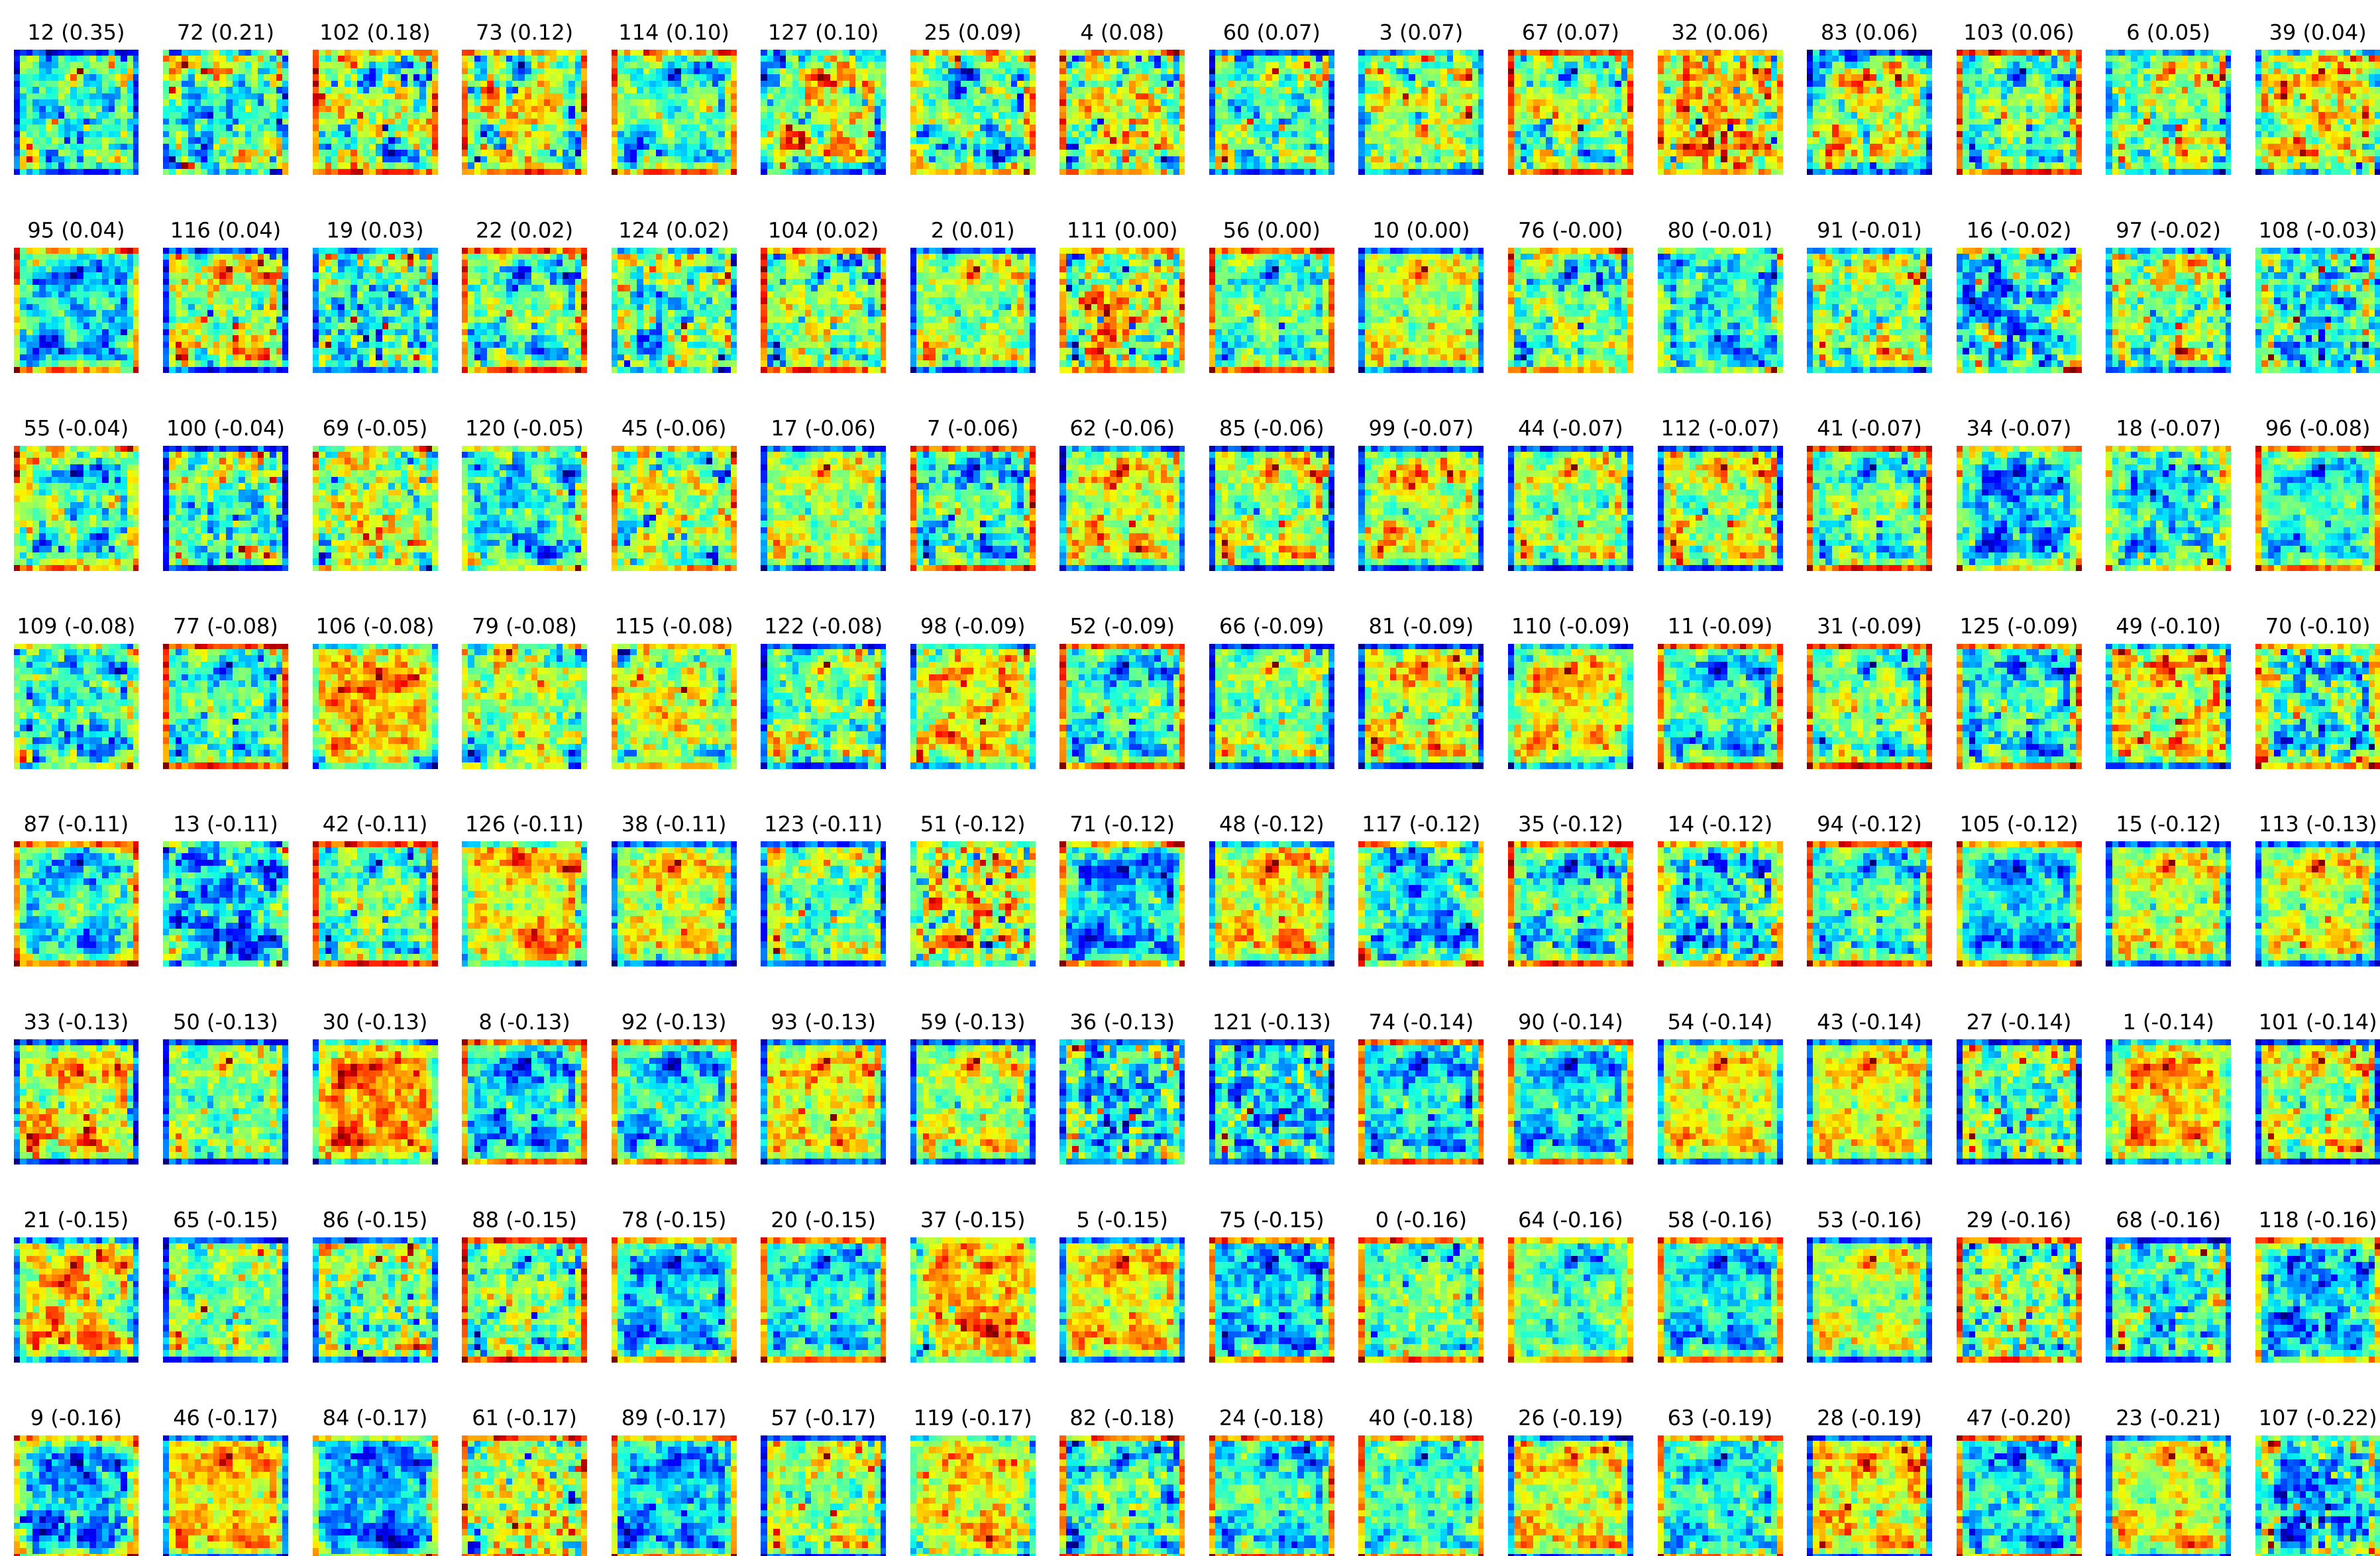 12 (0.35) 72 (0.21) 102 (0.18) 73 (0.12) 114 (0.10) 127 (0.10) 25 (0.09) 4 (0.08) 60 (0.07) 3 (0.07) 67 (0.07) 32 (0.06) 83 (0.06) 103 (0.06) 6 (0.05) 39 (0.04)
95 (0.04) 116 (0.04) 19 (0.03) 22 (0.02) 124 (0.02) 104 (0.02) 2 (0.01) 111 (0.00) 56 (0.00) 10 (0.00) 76 (-0.00) 80 (-0.01) 91 (-0.01) 16 (-0.02) 97 (-0.02) 108 (-0.03)
55 (-0.04) 100 (-0.04) 69 (-0.05) 120 (-0.05) 45 (-0.06) 17 (-0.06) 7 (-0.06) 62 (-0.06) 85 (-0.06) 99 (-0.07) 44 (-0.07) 112 (-0.07) 41 (-0.07) 34 (-0.07) 18 (-0.07) 96 (-0.08)
109 (-0.08) 77 (-0.08) 106 (-0.08) 79 (-0.08) 115 (-0.08) 122 (-0.08) 98 (-0.09) 52 (-0.09) 66 (-0.09) 81 (-0.09) 110 (-0.09) 11 (-0.09) 31 (-0.09) 125 (-0.09) 49 (-0.10) 70 (-0.10)
87 (-0.11) 13 (-0.11) 42 (-0.11) 126 (-0.11) 38 (-0.11) 123 (-0.11) 51 (-0.12) 71 (-0.12) 48 (-0.12) 117 (-0.12) 35 (-0.12) 14 (-0.12) 94 (-0.12) 105 (-0.12) 15 (-0.12) 113 (-0.13)
33 (-0.13) 50 (-0.13) 30 (-0.13) 8 (-0.13) 92 (-0.13) 93 (-0.13) 59 (-0.13) 36 (-0.13) 121 (-0.13) 74 (-0.14) 90 (-0.14) 54 (-0.14) 43 (-0.14) 27 (-0.14) 1 (-0.14) 101 (-0.14)
21 (-0.15) 65 (-0.15) 86 (-0.15) 88 (-0.15) 78 (-0.15) 20 (-0.15) 37 (-0.15) 5 (-0.15) 75 (-0.15) 0 (-0.16) 64 (-0.16) 58 (-0.16) 53 (-0.16) 29 (-0.16) 68 (-0.16) 118 (-0.16)
9 (-0.16) 46 (-0.17) 84 (-0.17) 61 (-0.17) 89 (-0.17) 57 (-0.17) 119 (-0.17) 82 (-0.18) 24 (-0.18) 40 (-0.18) 26 (-0.19) 63 (-0.19) 28 (-0.19) 47 (-0.20) 23 (-0.21) 107 (-0.22)